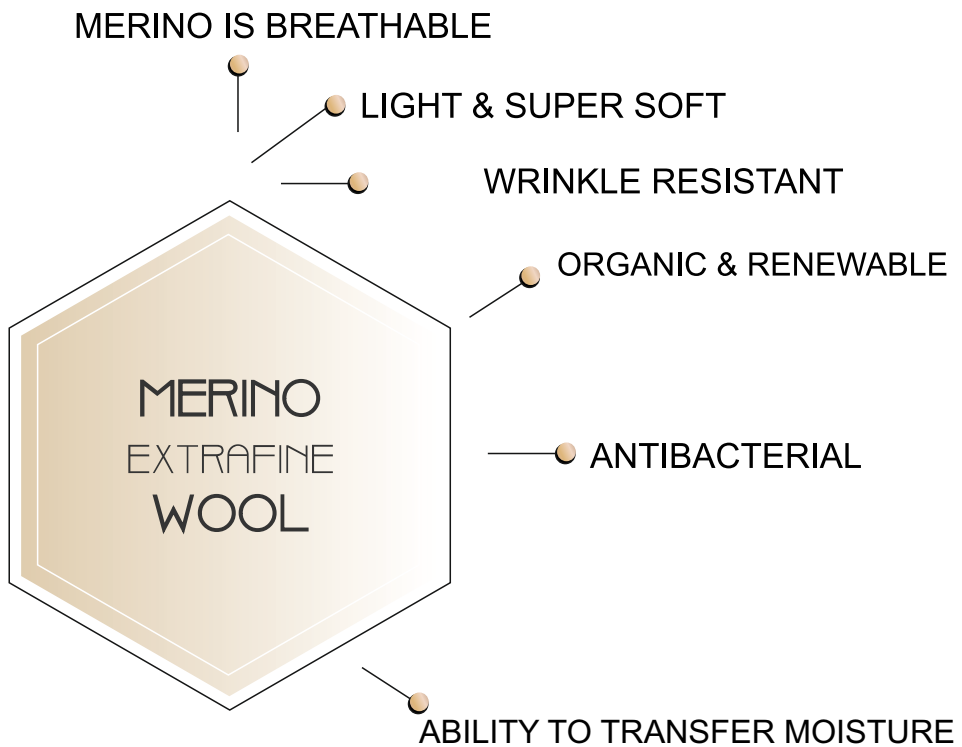 MERINO IS BREATHABLE
LIGHT & SUPER SOFT
WRINKLE RESISTANT
ORGANIC & RENEWABLE
MERINO
EXTRAFINE
WOOL
ANTIBACTERIAL
ABILITY TO TRANSFER MOISTURE